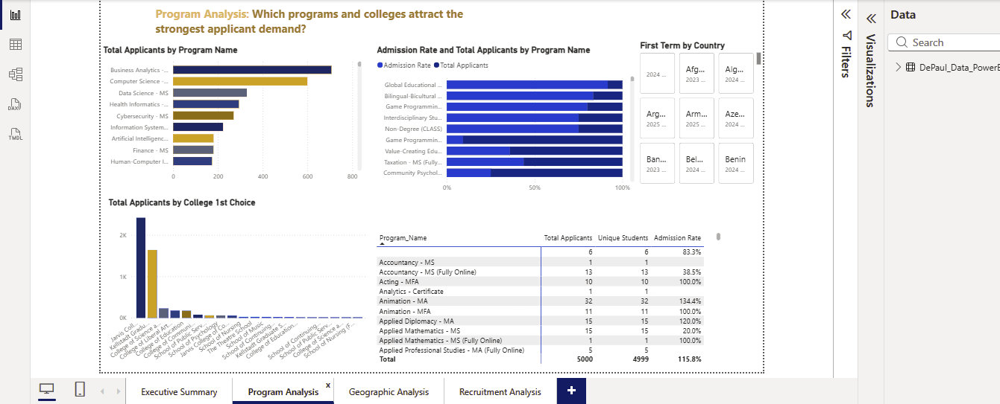 Program Analysis: Which programs and colleges attract the
strongest applicant demand?
Total Applicants by Program Name
Business Analytics -...
Computer Science -...
Data Science - MS
Health Informatics -...
Cybersecurity - MS
Information System...
Artificial Intelligenc...
Finance - MS
Human-Computer I...
0 200 400 600 800
Admission Rate and Total Applicants by Program Name
Admission Rate Total Applicants
Global Educational ...
Bilingual-Bicultural ...
Game Programmin...
Interdisciplinary Stu...
Non-Degree (CLASS)
Game Programmin...
Value-Creating Edu...
Taxation - MS (Fully...
Community Psychol...
0% 50% 100%
First Term by Country
2024 ...
Afg...
2023 ...
Alg...
2024 ...
Arg...
2025 ...
Arm...
2025 ...
Aze...
2024 ...
Ban...
2023 ...
Bel...
2024 ...
Benin
2024 ...
Total Applicants by College 1st Choice
2K
1K
0K
Jarvis Coll...
Kellstadt Gradu...
College of Science a...
College of Liberal Art...
College of Education
College of Communi...
School of Public Serv...
School of Psychology
Jarvis College of Co...
School of Nursing
The Theatre School
School of Music
School of Continuing...
Kellstadt Graduate S...
College of Education...
School of Continuing...
School of Public Serv...
College of Science a...
School of Nursing (F...
Program_Name Total Applicants Unique Students Admission Rate
6 6 83.3%
Accountancy - MS 1 1
Accountancy - MS (Fully Online) 13 13 38.5%
Acting - MFA 10 10 100.0%
Analytics - Certificate 1 1
Animation - MA 32 32 134.4%
Animation - MFA 11 11 100.0%
Applied Diplomacy - MA 15 15 120.0%
Applied Mathematics - MS 15 15 20.0%
Applied Mathematics - MS (Fully Online) 1 1 100.0%
Applied Professional Studies - MA (Fully Online) 5 5
Total 5000 4999 115.8%
Filters
Visualizations
Data
Search
DePaul_Data_PowerB
DAX
TMDL
Executive Summary
Program Analysis
x
Geographic Analysis
Recruitment Analysis
+